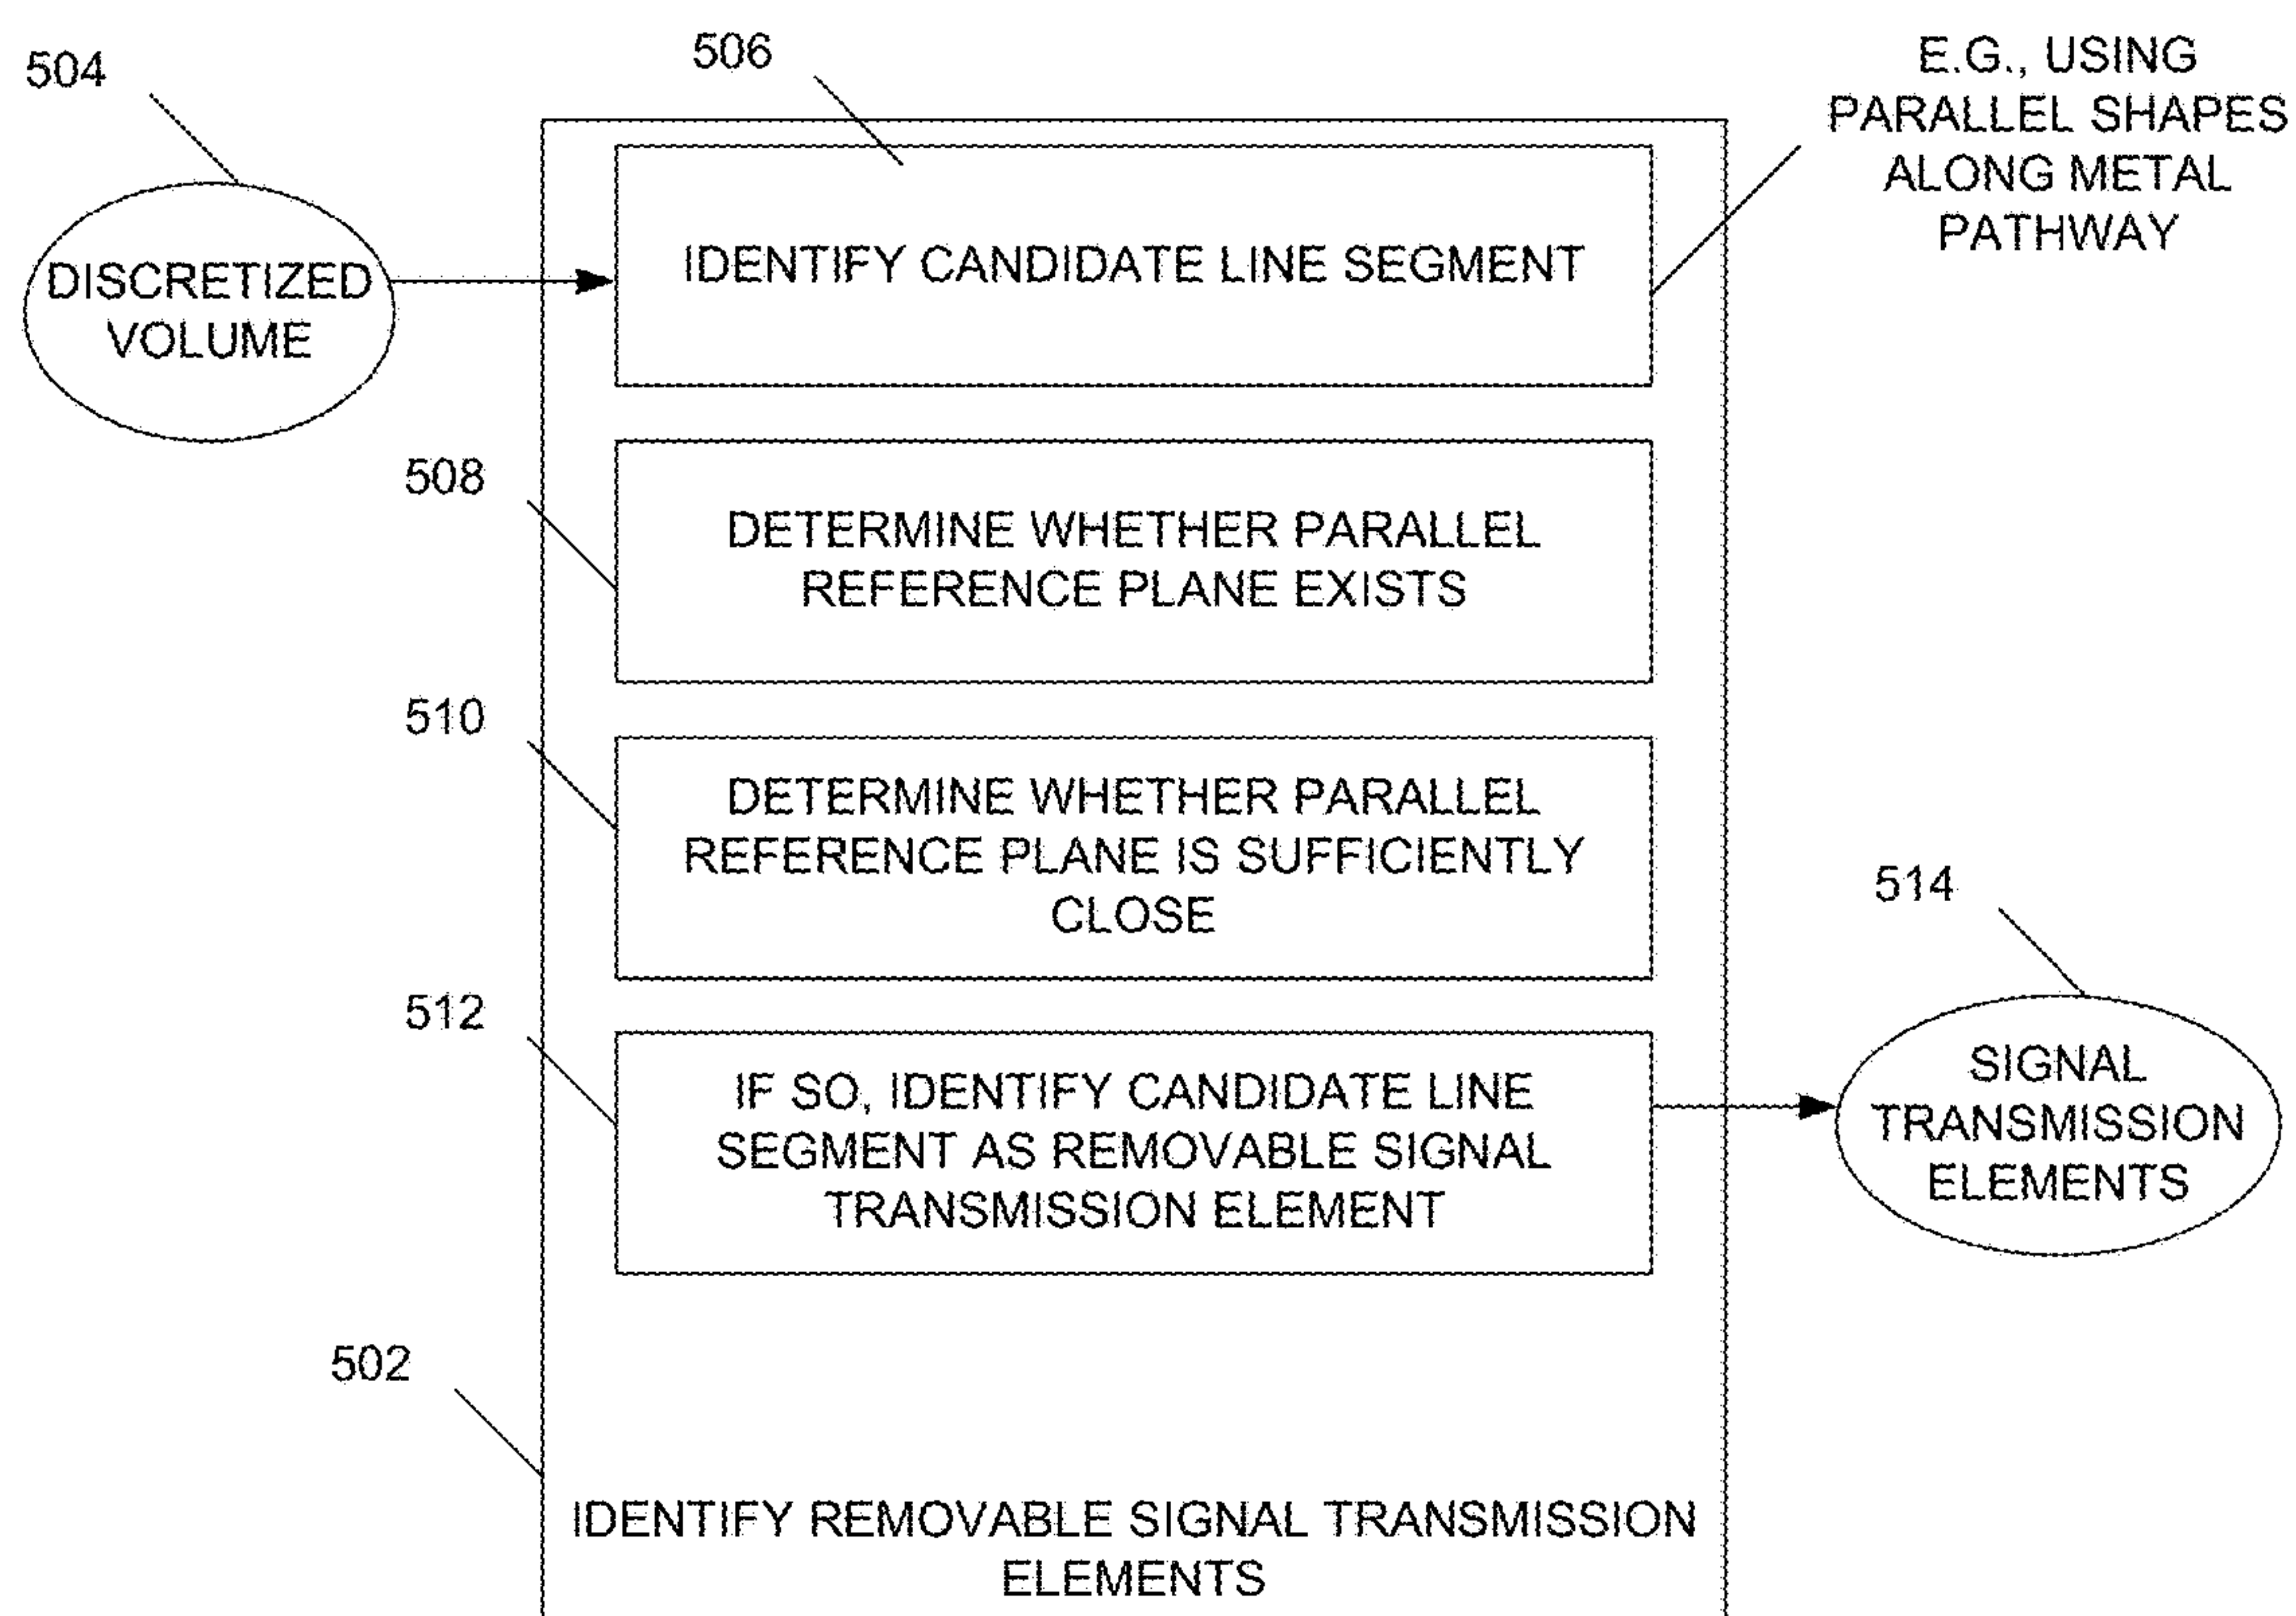 504
506
E.G., USING
PARALLEL SHAPES
ALONG METAL
PATHWAY
DISCRETIZED
VOLUME
IDENTIFY CANDIDATE LINE SEGMENT
508
DETERMINE WHETHER PARALLEL
REFERENCE PLANE EXISTS
510
DETERMINE WHETHER PARALLEL
REFERENCE PLANE IS SUFFICIENTLY
CLOSE
512
IF SO, IDENTIFY CANDIDATE LINE
SEGMENT AS REMOVABLE SIGNAL
TRANSMISSION ELEMENT
514
SIGNAL
TRANSMISSION
ELEMENTS
502
IDENTIFY REMOVABLE SIGNAL TRANSMISSION
ELEMENTS